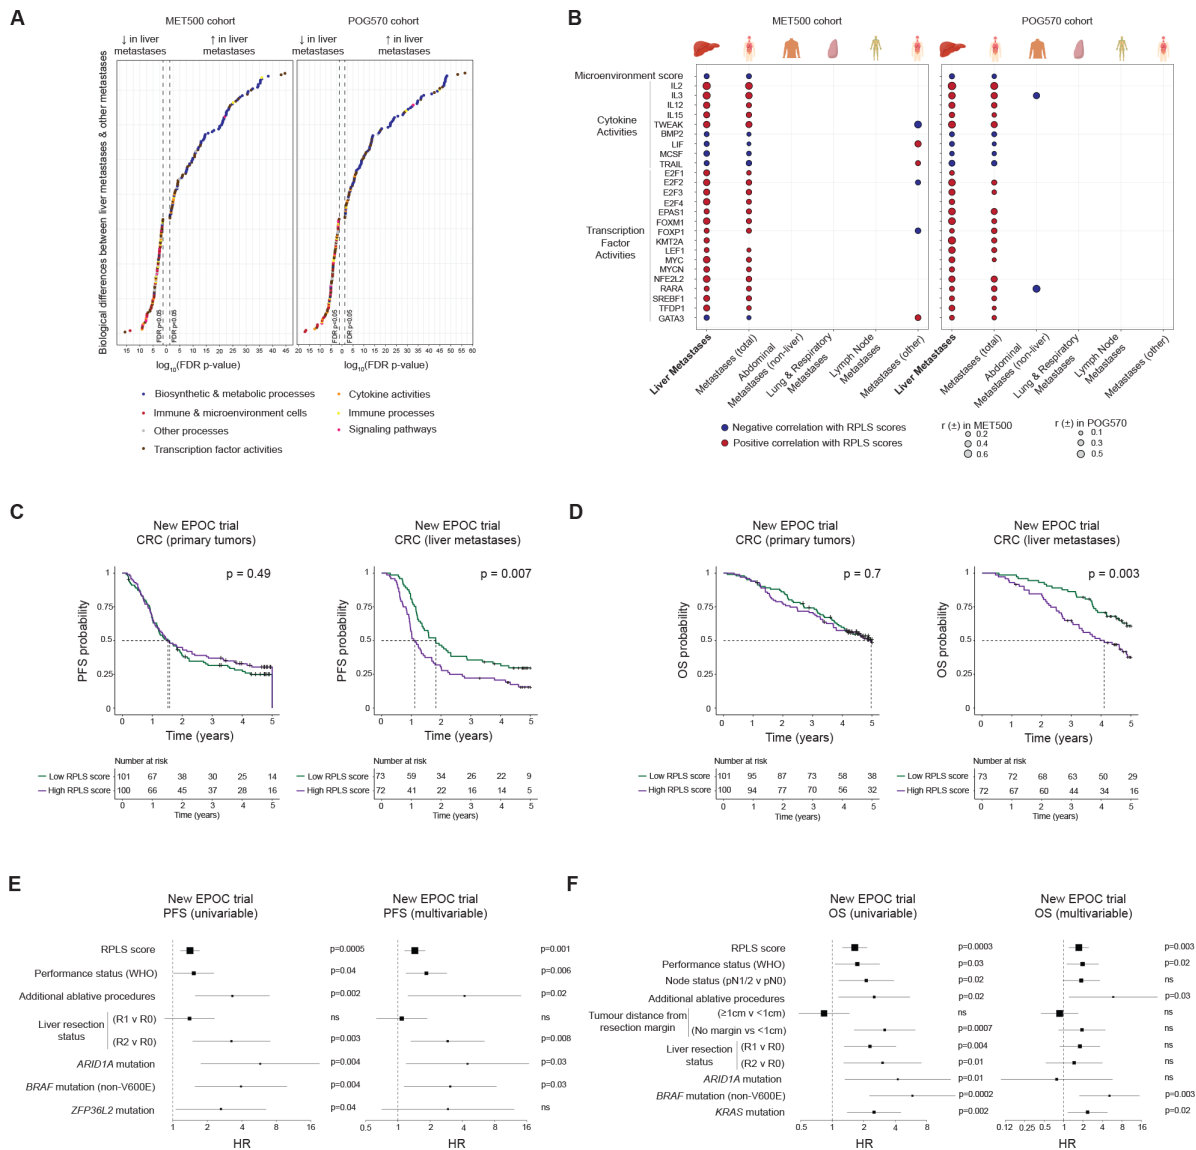 A
MET500 cohort
POG570 cohort
↓ in liver
metastases
↑ in liver
metastases
↓ in liver
metastases
↑ in liver
metastases
Biological differences between liver metastases & other metastases
FDR p<0.05
FDR p<0.05
FDR p<0.05
FDR p<0.05
15 10 5 0 5 10 15 20 25 30 35 40 45
20 15 10 5 0 5 10 15 20 25 30 35 40 45 50 55 60
log10(FDR p-value)
log10(FDR p-value)
Biosynthetic & metabolic processes
Immune & microenvironment cells
Other processes
Transcription factor activities
Cytokine activities
Immune processes
Signaling pathways
B
MET500 cohort
POG570 cohort
Microenvironment score
Cytokine
Activities
IL2
IL3
IL12
IL15
TWEAK
BMP2
LIF
MCSF
TRAIL
Transcription
Factor
Activities
E2F1
E2F2
E2F3
E2F4
EPAS1
FOXM1
FOXP1
KMT2A
LEF1
MYC
MYCN
NFE2L2
RARA
SREBF1
TFDP1
GATA3
Liver Metastases
Metastases (total)
Abdominal
Metastases (non-liver)
Lung & Respiratory
Metastases
Lymph Node
Metastases
Metastases (other)
Liver Metastases
Metastases (total)
Abdominal
Metastases (non-liver)
Lung & Respiratory
Metastases
Lymph Node
Metastases
Metastases (other)
Negative correlation with RPLS scores
Positive correlation with RPLS scores
r (±) in MET500
0.2
0.4
0.6
r (±) in POG570
0.1
0.3
0.5
C
New EPOC trial
CRC (primary tumors)
p = 0.49
PFS probability
1
0.75
0.5
0.25
0
0 1 2 3 4 5
Time (years)
Number at risk
Low RPLS score 101 67 38 30 25 14
High RPLS score 100 66 45 37 28 16
0 1 2 3 4 5
Time (years)
New EPOC trial
CRC (liver metastases)
p = 0.007
PFS probability
1
0.75
0.5
0.25
0
0 1 2 3 4 5
Time (years)
Number at risk
Low RPLS score 73 59 34 26 22 9
High RPLS score 72 41 22 16 14 5
0 1 2 3 4 5
Time (years)
D
New EPOC trial
CRC (primary tumors)
p = 0.7
OS probability
1
0.75
0.5
0.25
0
0 1 2 3 4 5
Time (years)
Number at risk
Low RPLS score 101 95 87 73 58 38
High RPLS score 100 94 77 70 56 32
0 1 2 3 4 5
Time (years)
New EPOC trial
CRC (liver metastases)
p = 0.003
OS probability
1
0.75
0.5
0.25
0
0 1 2 3 4 5
Time (years)
Number at risk
Low RPLS score 73 72 68 63 50 29
High RPLS score 72 67 60 44 34 16
0 1 2 3 4 5
Time (years)
E
New EPOC trial
PFS (univariable)
New EPOC trial
PFS (multivariable)
RPLS score p=0.0005 p=0.001
Performance status (WHO) p=0.04 p=0.006
Additional ablative procedures p=0.002 p=0.02
Liver resection
status
(R1 v R0) ns ns
(R2 v R0) p=0.003 p=0.008
ARID1A mutation p=0.004 p=0.03
BRAF mutation (non-V600E) p=0.004 p=0.03
ZFP36L2 mutation p=0.04 ns
1 2 4 8 16
0.5 1 2 4 8 16
HR
HR
F
New EPOC trial
OS (univariable)
New EPOC trial
OS (multivariable)
RPLS score p=0.0003 p=0.003
Performance status (WHO) p=0.03 p=0.02
Node status (pN1/2 v pN0) p=0.02 ns
Additional ablative procedures p=0.02 p=0.03
Tumour distance from
resection margin
(≥1cm v <1cm) ns ns
(No margin vs <1cm) p=0.0007 ns
Liver resection
status
(R1 v R0) p=0.004 ns
(R2 v R0) p=0.01 ns
ARID1A mutation p=0.01 ns
BRAF mutation (non-V600E) p=0.0002 p=0.003
KRAS mutation p=0.002 p=0.02
0.5 1 2 4 8
0.12 0.25 0.5 1 2 4 16
HR
HR